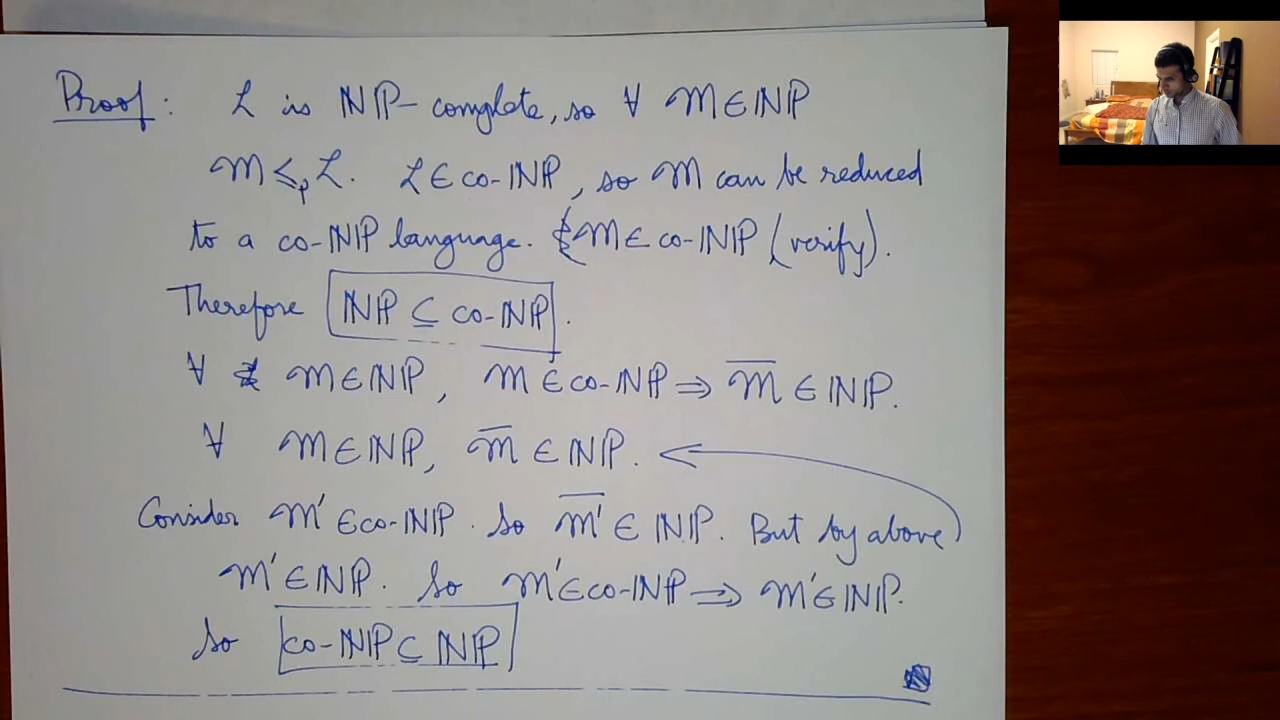 Proof: L is NP-complete, so ∀ M ∈ NP
M ≤ₚ L. L ∈ co-NP, so M can be reduced
to a co-NP language. M ∈ co-NP (verify).
Therefore NP ⊆ co-NP.
∀ M ∈ NP, M ∈ co-NP ⇒ M̅ ∈ NP.
∀ M ∈ NP, M̅ ∈ NP. ←
Consider M' ∈ co-NP. So M̅'̅ ∈ NP. But by above
M' ∈ NP. So M' ∈ co-NP ⇒ M' ∈ NP.
So co-NP ⊆ NP